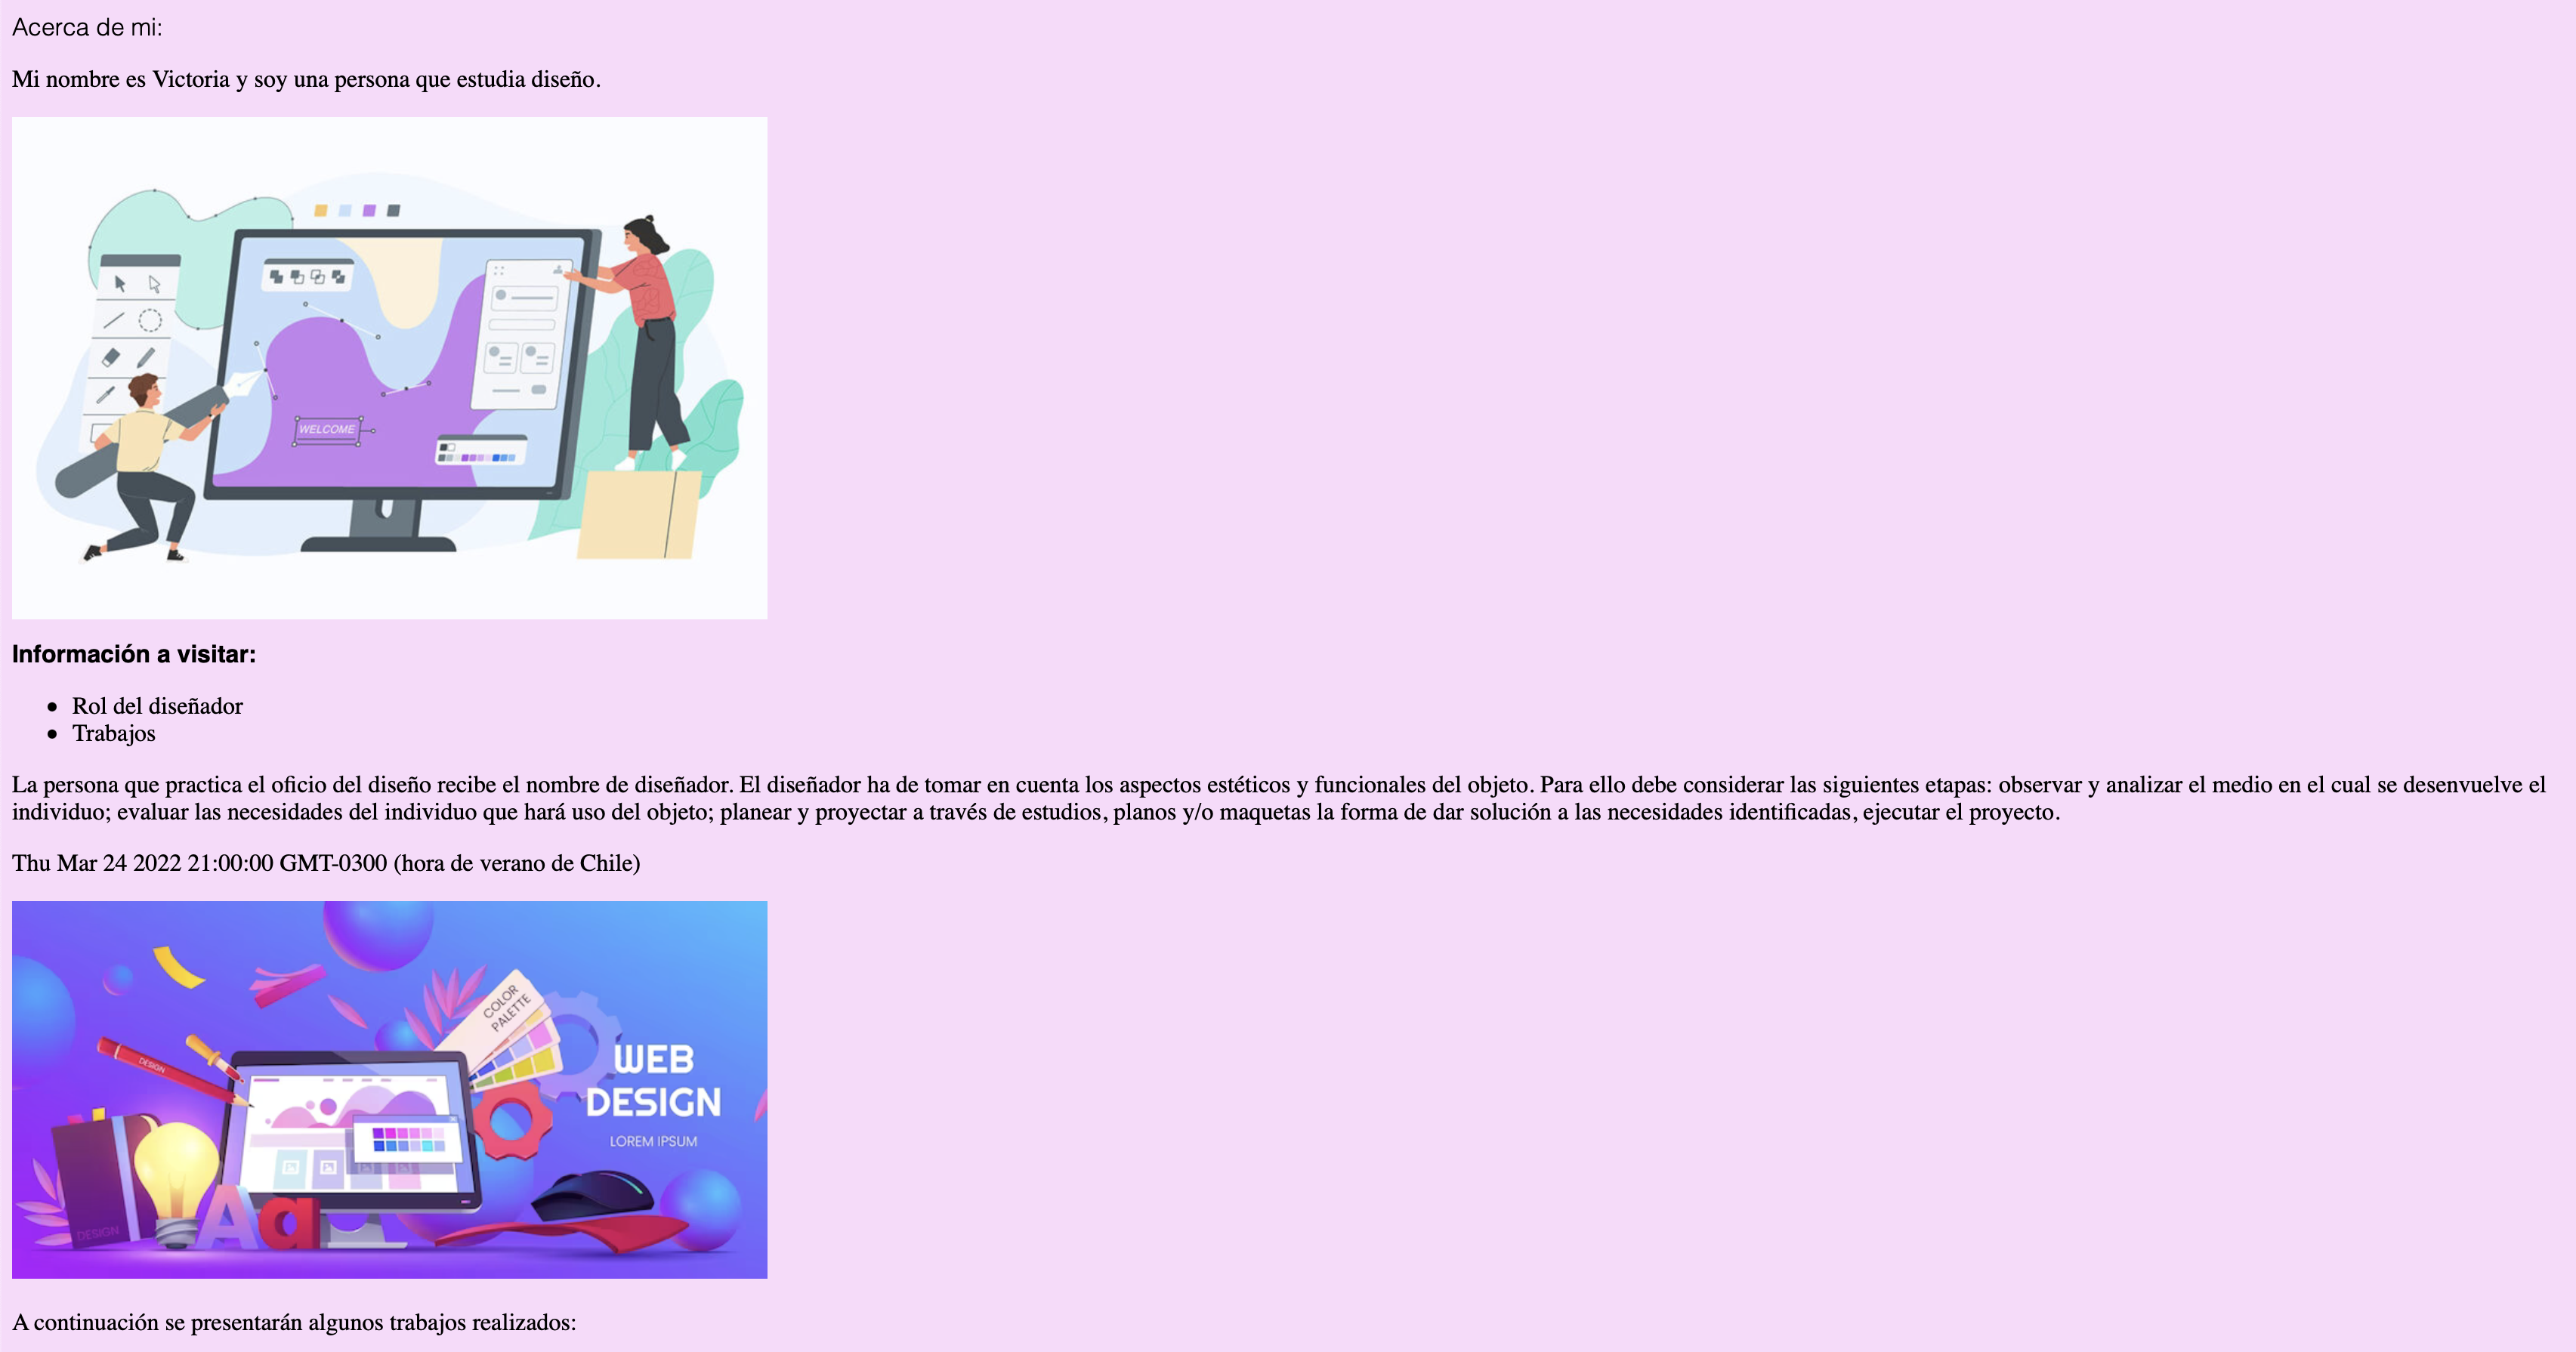 Acerca de mi:
Mi nombre es Victoria y soy una persona que estudia diseño.
WELCOME
Información a visitar:
Rol del diseñador
Trabajos
La persona que practica el oficio del diseño recibe el nombre de diseñador. El diseñador ha de tomar en cuenta los aspectos estéticos y funcionales del objeto. Para ello debe considerar las siguientes etapas: observar y analizar el medio en el cual se desenvuelve el
individuo; evaluar las necesidades del individuo que hará uso del objeto; planear y proyectar a través de estudios, planos y/o maquetas la forma de dar solución a las necesidades identificadas, ejecutar el proyecto.
Thu Mar 24 2022 21:00:00 GMT-0300 (hora de verano de Chile)
COLOR
PALETTE
WEB
DESIGN
LOREM IPSUM
DESIGN
DESIGN
Aa
A continuación se presentarán algunos trabajos realizados: